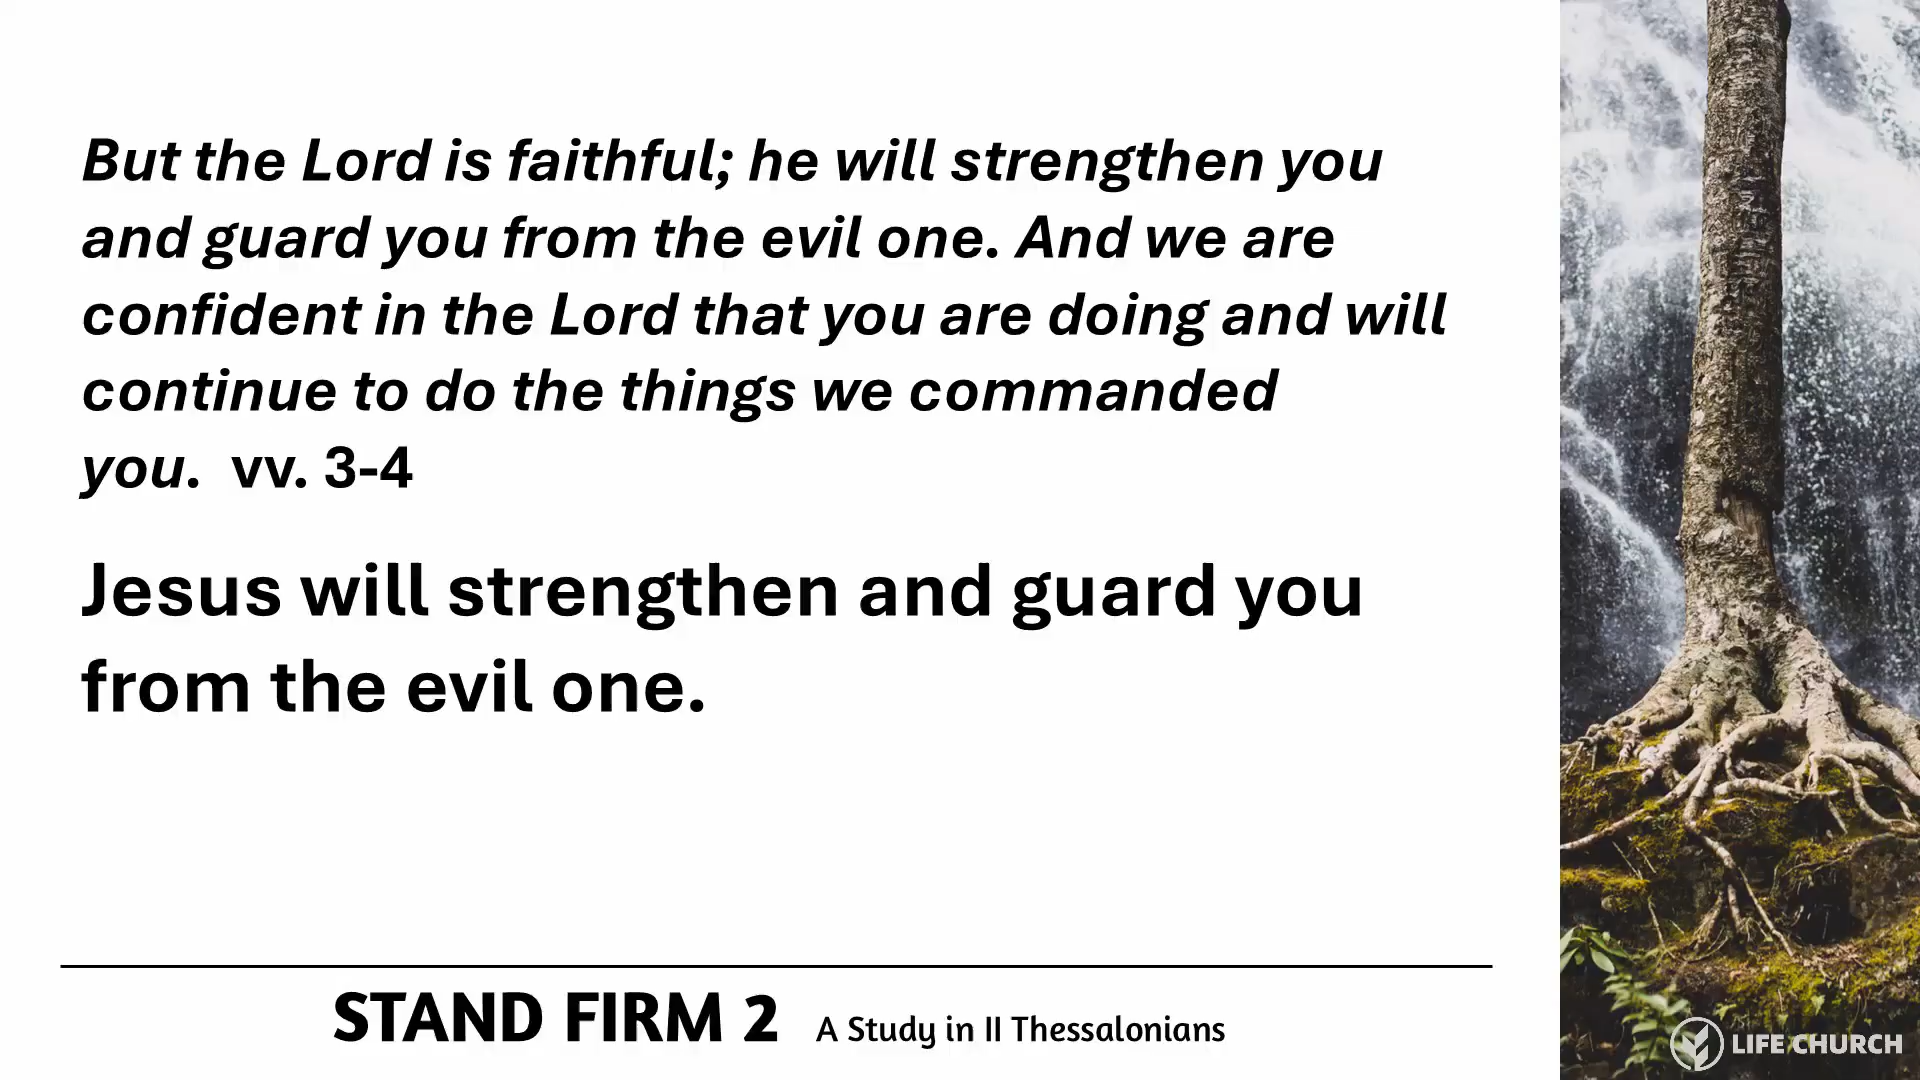 But the Lord is faithful; he will strengthen you
and guard you from the evil one. And we are
confident in the Lord that you are doing and will
continue to do the things we commanded
you.  vv. 3-4
Jesus will strengthen and guard you
from the evil one.
STAND FIRM 2 A Study in II Thessalonians
LIFE CHURCH